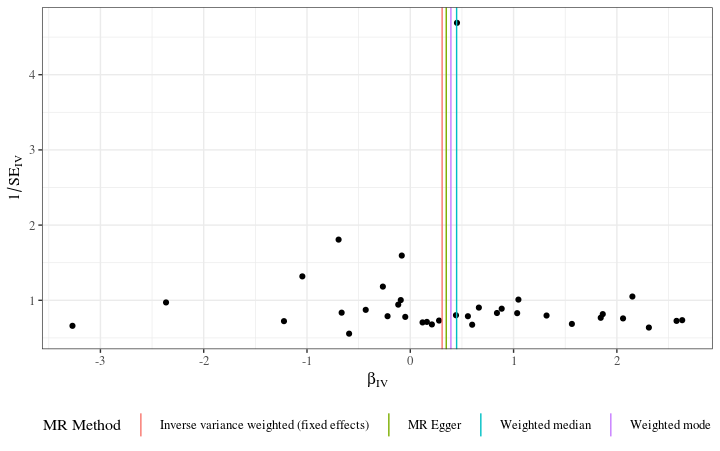 4
3
2
1
1/SE_IV
-3 -2 -1 0 1 2
β_IV
MR Method Inverse variance weighted (fixed effects) MR Egger Weighted median Weighted mode